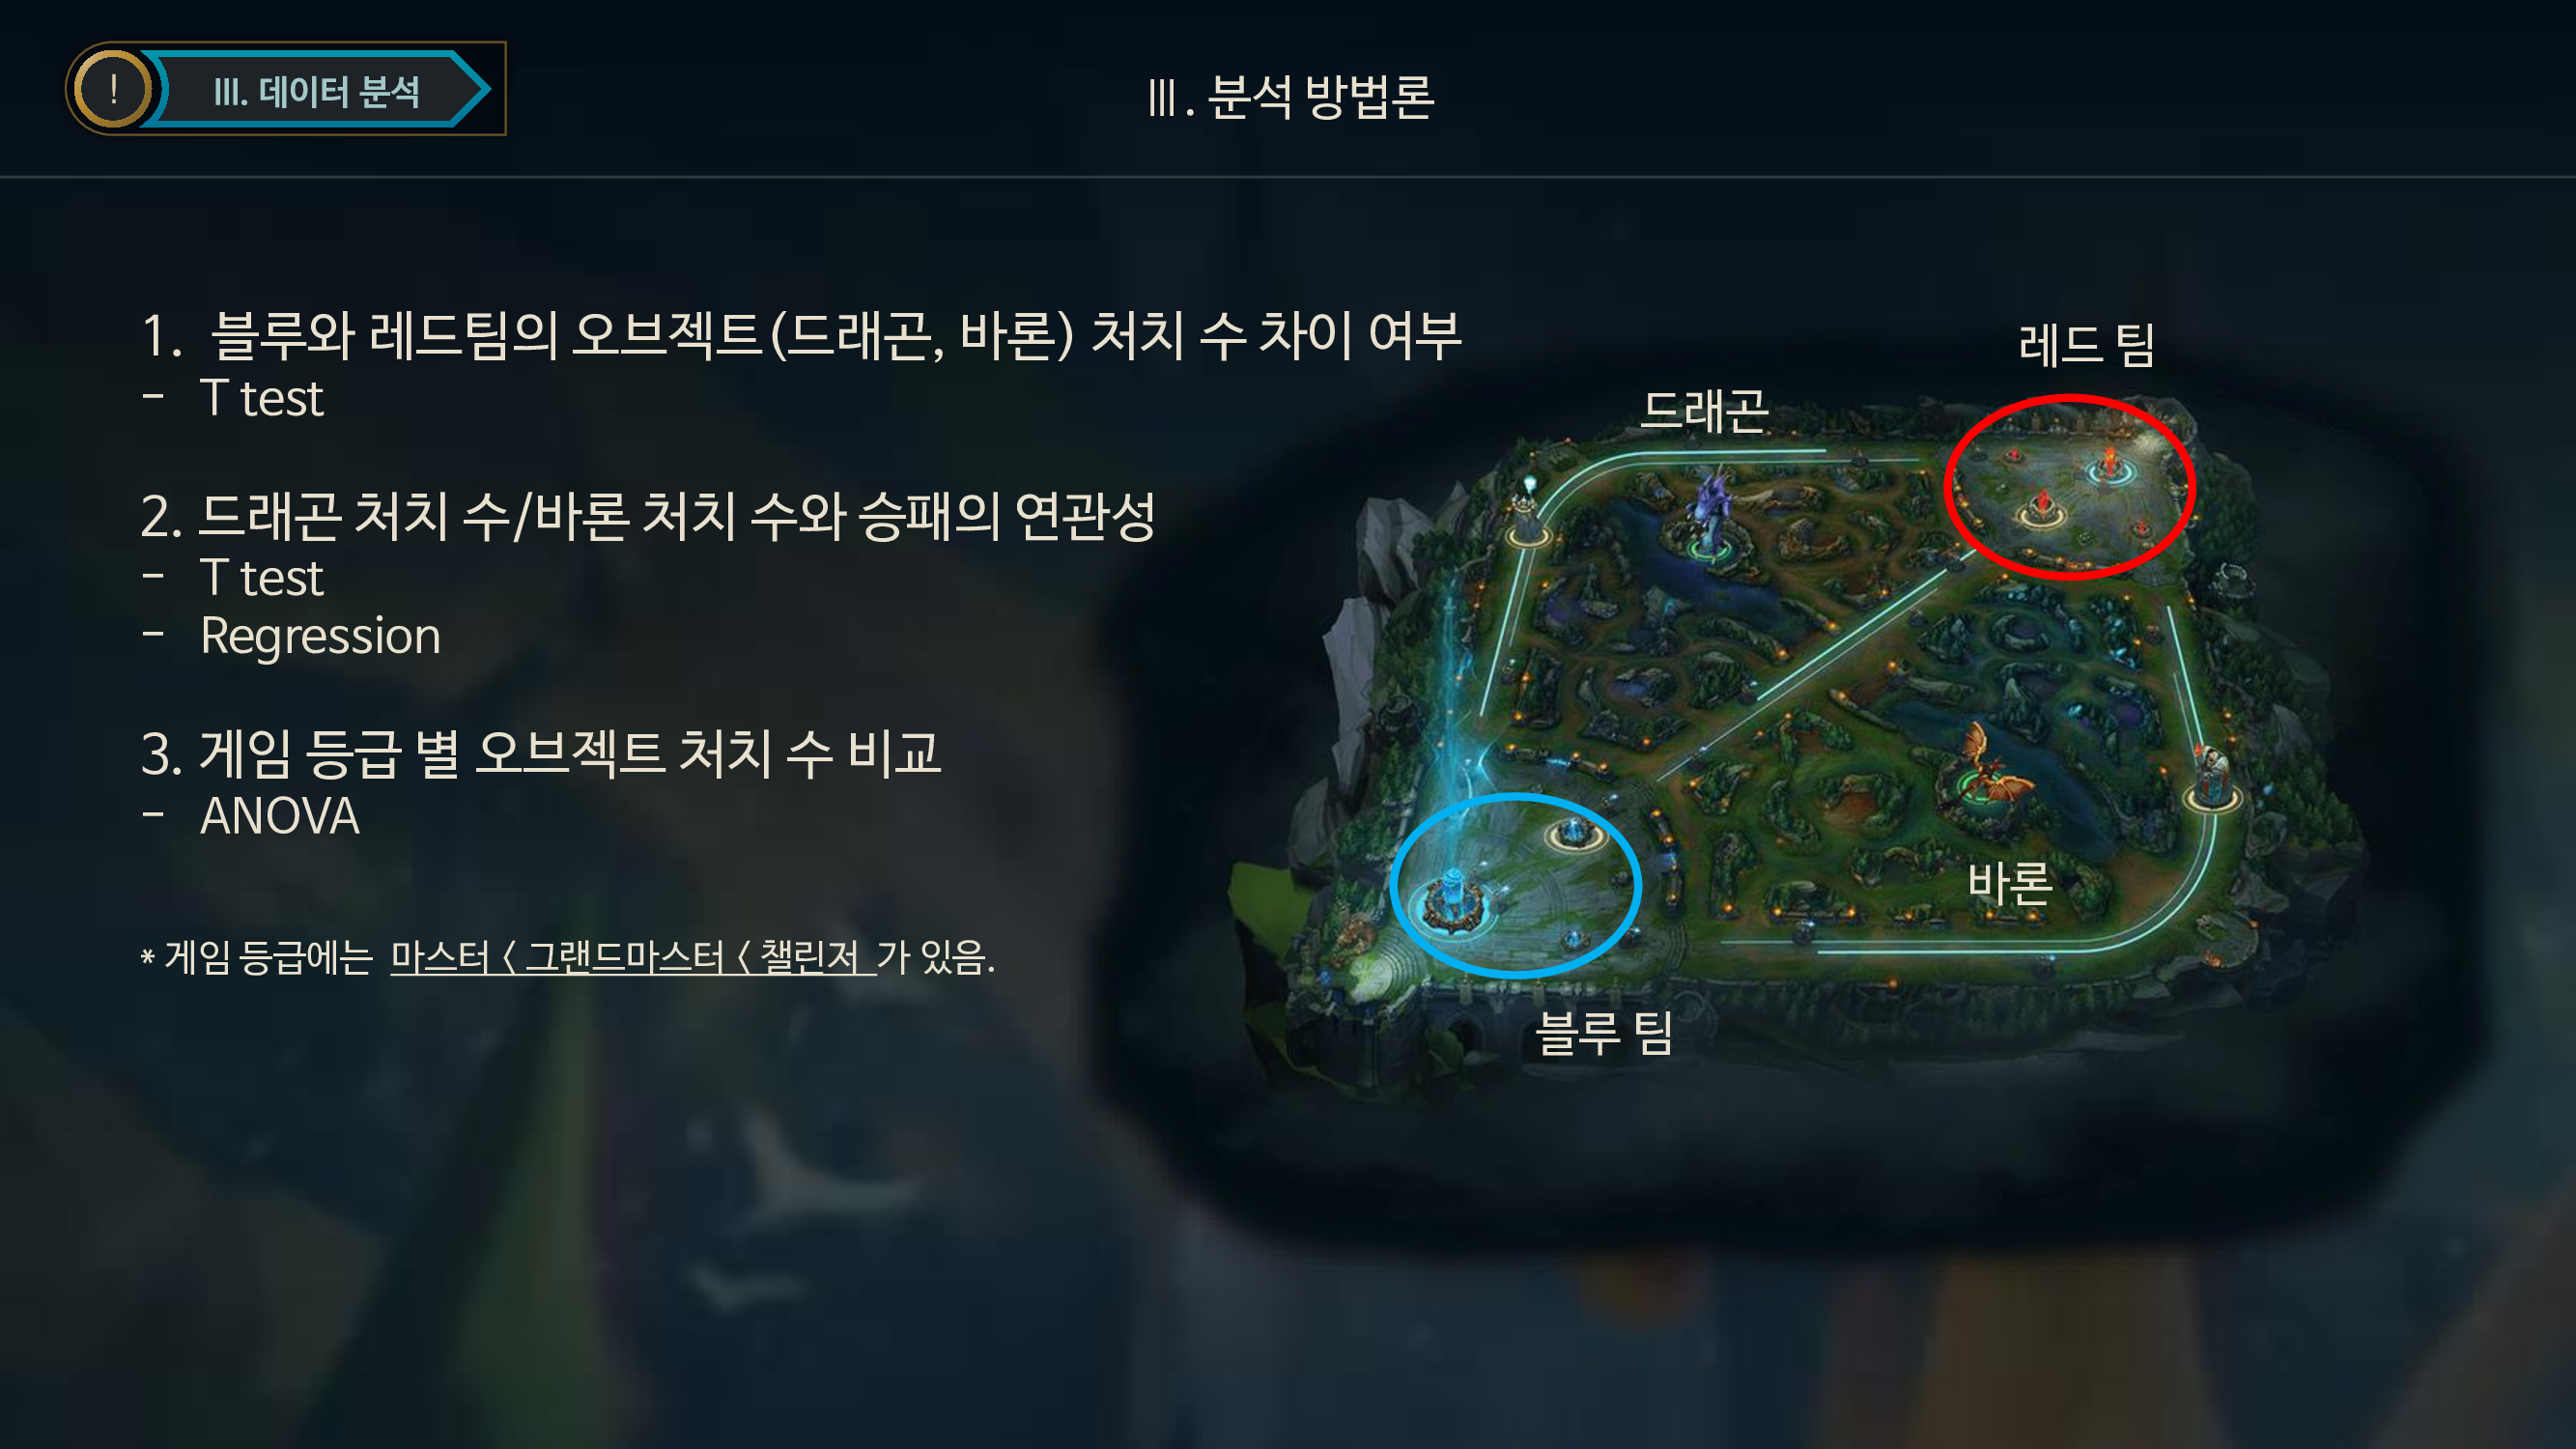 !
III. 데이터 분석
Ⅲ. 분석 방법론
1. 블루와 레드팀의 오브젝트(드래곤, 바론) 처치 수 차이 여부
- T test
2. 드래곤 처치 수/바론 처치 수와 승패의 연관성
- T test
- Regression
3. 게임 등급 별 오브젝트 처치 수 비교
- ANOVA
* 게임 등급에는 마스터 < 그랜드마스터 < 챌린저 가 있음.
레드 팀
드래곤
바론
블루 팀